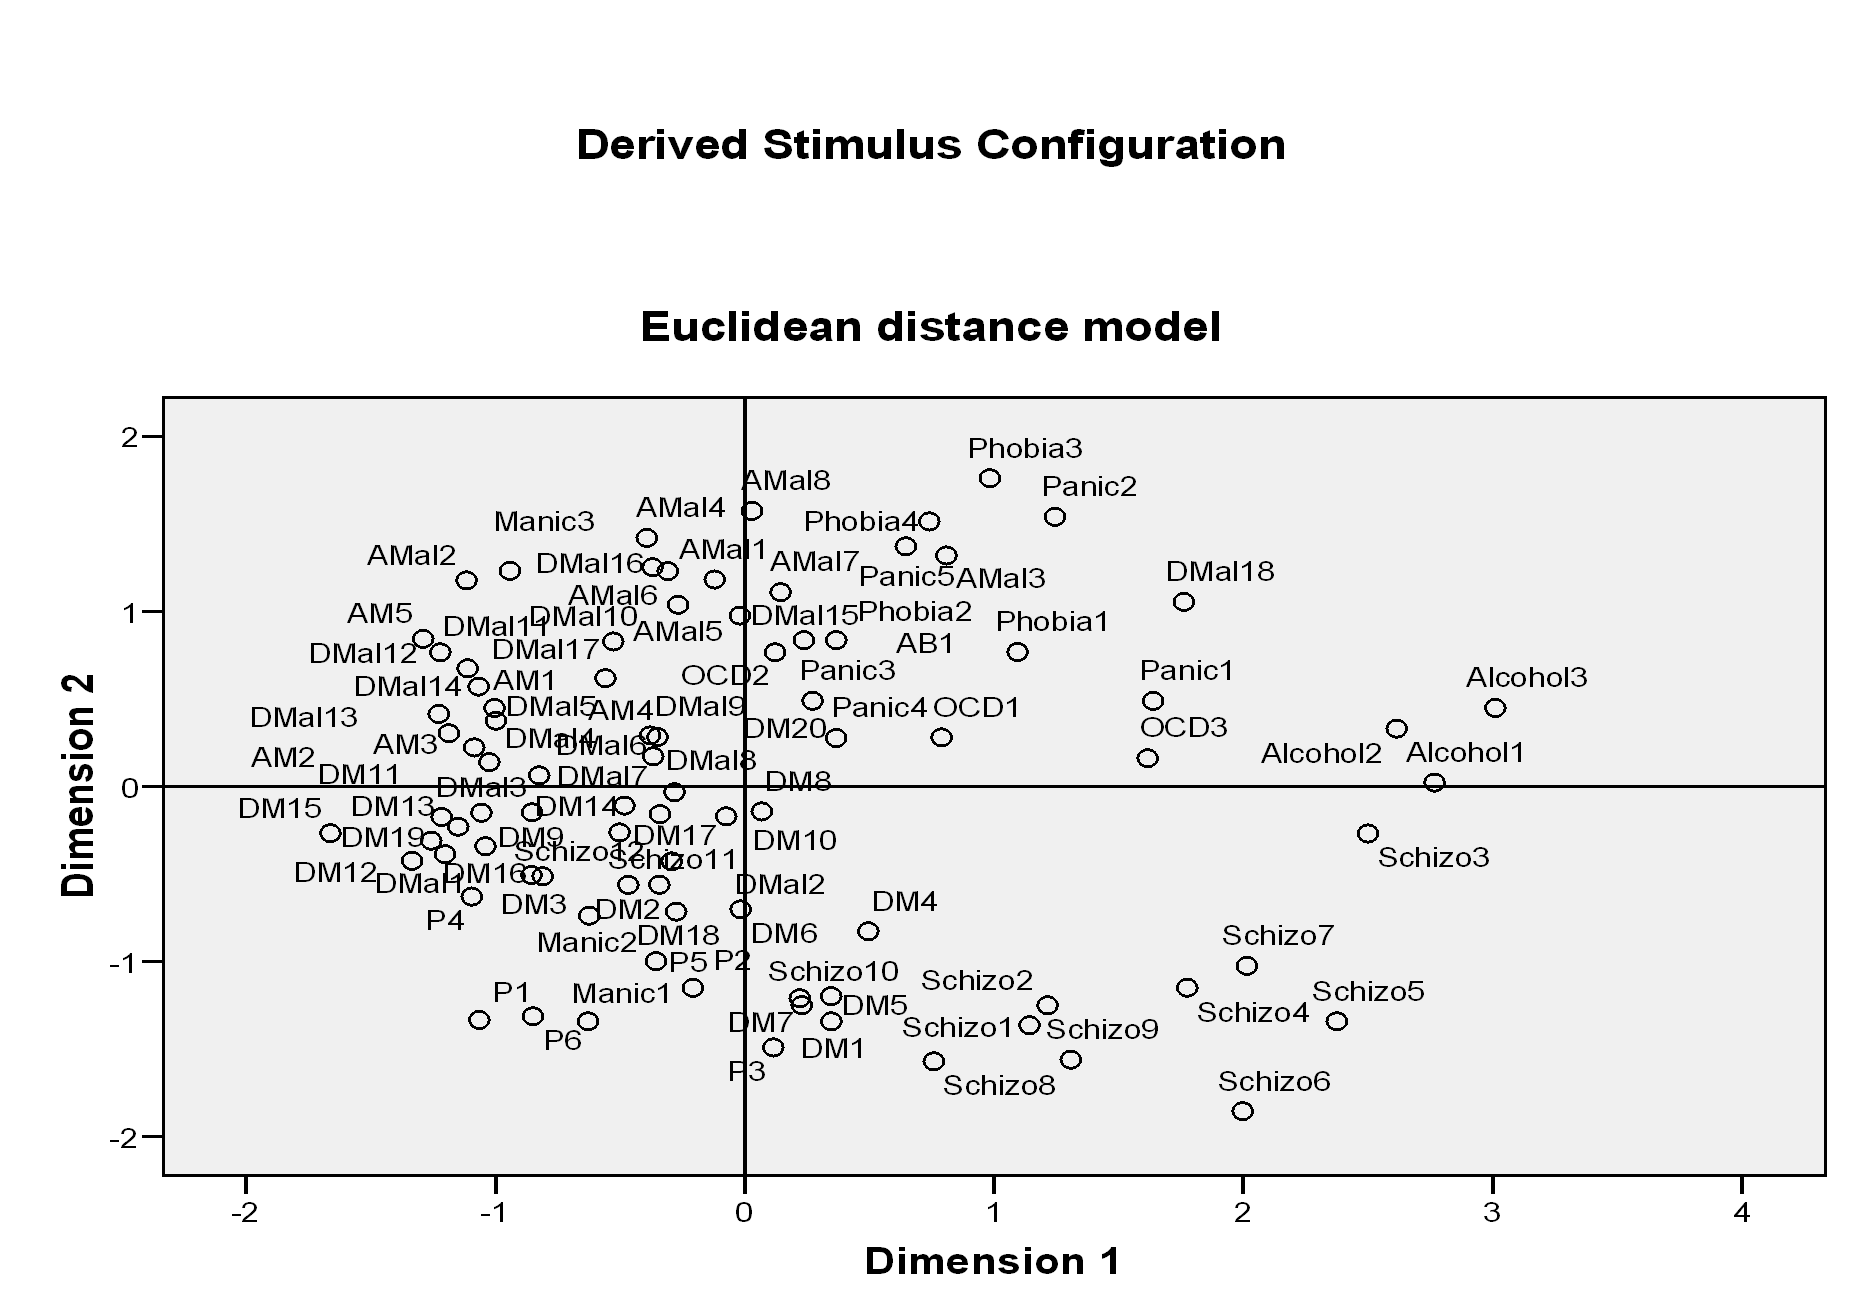 Derived Stimulus Configuration
Euclidean distance model
2
Phobia3
AMal8
Panic2
AMal4
Manic3
Phobia4
AMal2
DMal16
AMal1
AMal7
Panic5
AMal3
DMal18
AMal6
1
AM5
DMal11
DMal10
AMal5
DMal15
Phobia2
Phobia1
DMal12
DMal17
AB1
DMal14
AM1
OCD2
Panic3
Panic1
Alcohol3
DMal13
DMal5
AM4
DMal9
Panic4
OCD1
AM2
AM3
DMal4
DMal6
DM20
OCD3
Alcohol2
Alcohol1
DM11
DMal7
DMal8
0
DMal3
DM8
DM15
DM13
DM14
DM19
DM9
DM17
DM10
Schizo12
Schizo11
Schizo3
DM12
DMal1
DM16
DMal2
P4
DM3
DM2
DM4
Manic2
DM18
DM6
Schizo7
-1
P5
P2
Schizo10
Schizo2
P1
Manic1
DM5
Schizo4
Schizo5
P6
DM7
DM1
Schizo1
Schizo9
P3
Schizo8
Schizo6
-2
-2
-1
0
1
2
3
4
Dimension 1
Dimension 2